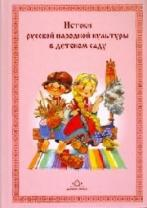 Истоки
русской народной культуры
в детском саду